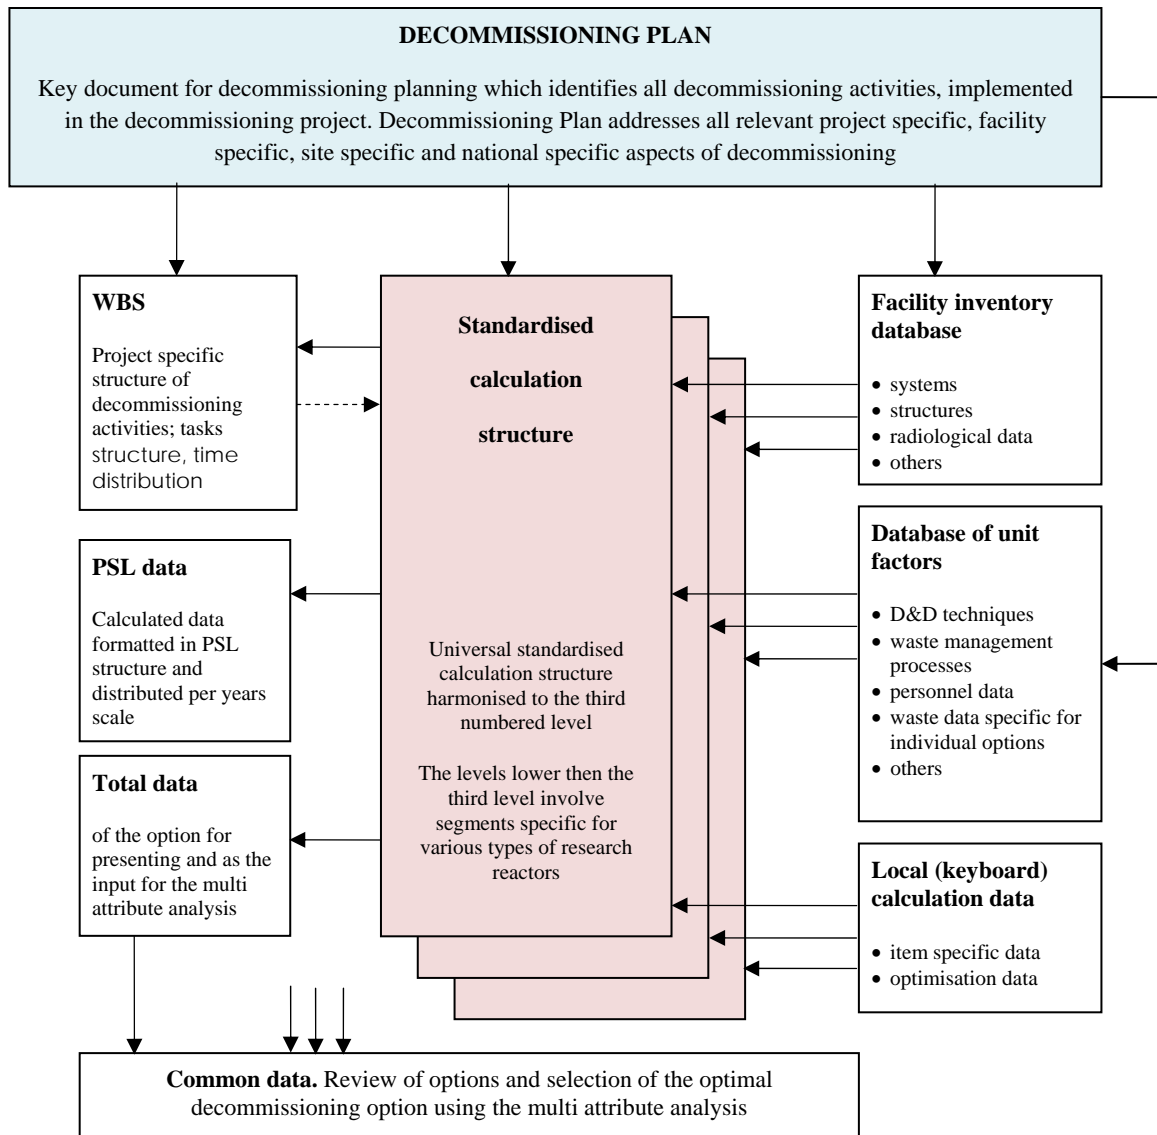 DECOMMISSIONING PLAN
Key document for decommissioning planning which identifies all decommissioning activities, implemented
in the decommissioning project. Decommissioning Plan addresses all relevant project specific, facility
specific, site specific and national specific aspects of decommissioning
WBS
Project specific
structure of
decommissioning
activities; tasks
structure, time
distribution
PSL data
Calculated data
formatted in PSL
structure and
distributed per years
scale
Total data
of the option for
presenting and as the
input for the multi
attribute analysis
Standardised
calculation
structure
Universal standardised
calculation structure
harmonised to the third
numbered level
The levels lower then the
third level involve
segments specific for
various types of research
reactors
Facility inventory
database
• systems
• structures
• radiological data
• others
Database of unit
factors
• D&D techniques
• waste management
processes
• personnel data
• waste data specific for
individual options
• others
Local (keyboard)
calculation data
• item specific data
• optimisation data
Common data. Review of options and selection of the optimal
decommissioning option using the multi attribute analysis